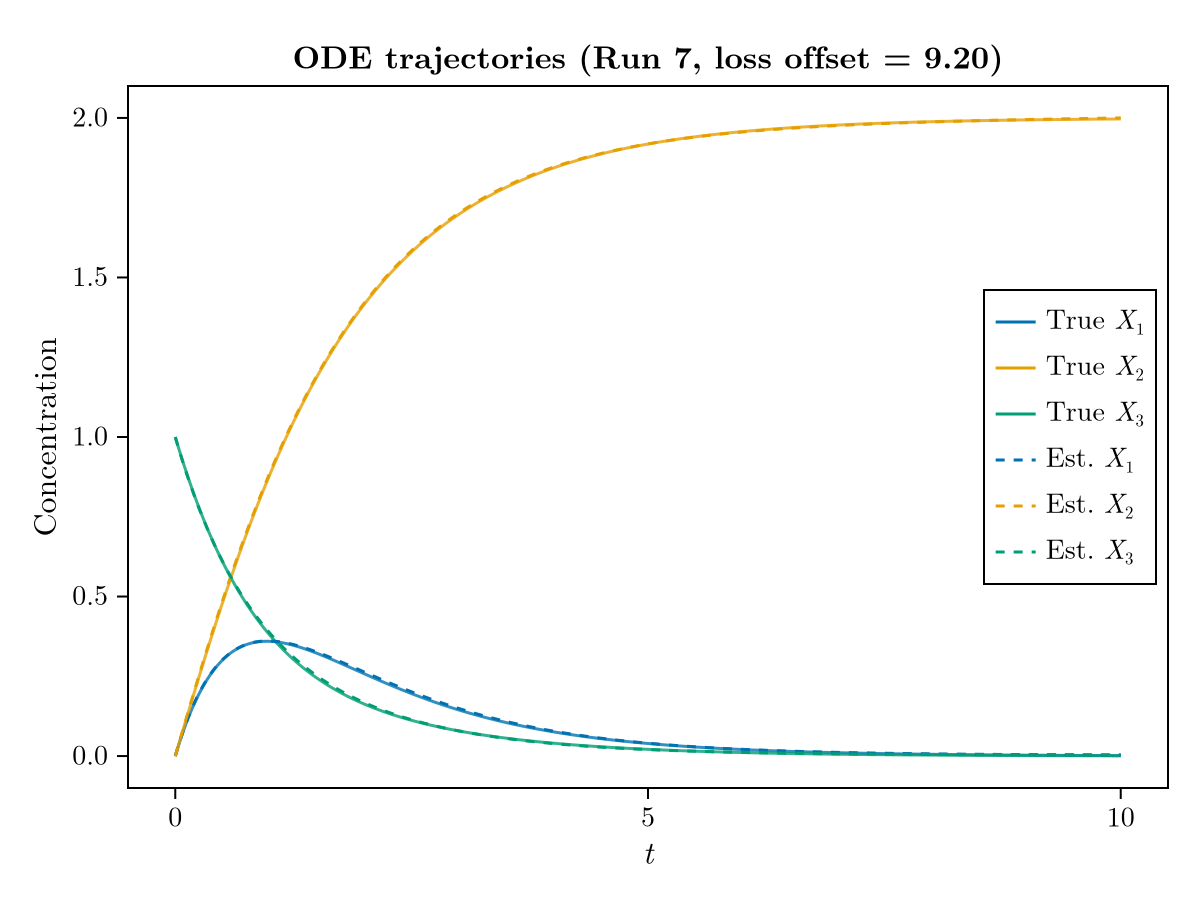 ODE trajectories (Run 7, loss offset = 9.20)
2.0
1.5
1.0
0.5
0.0
Concentration
0
5
10
t
True X₁
True X₂
True X₃
Est. X₁
Est. X₂
Est. X₃